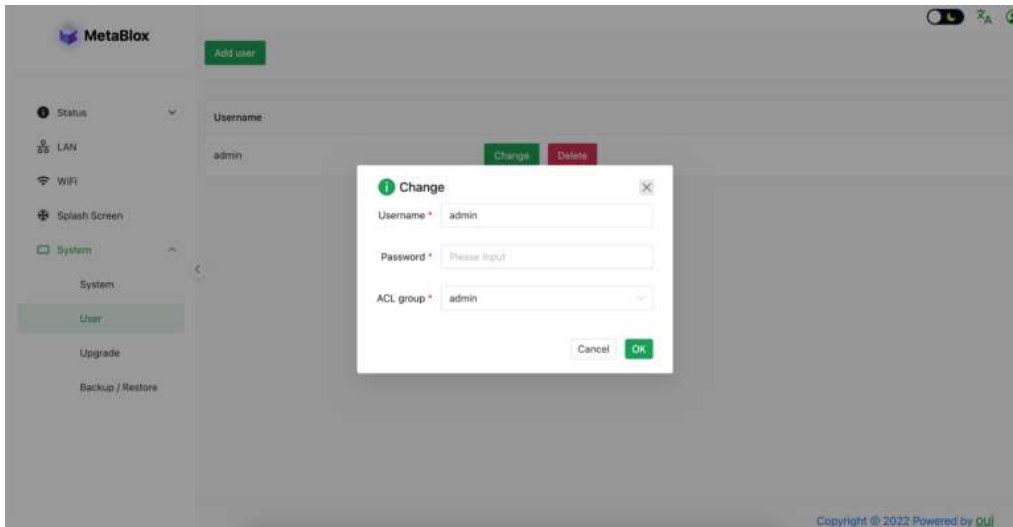 MetaBlox
Add user
Status
Username
LAN
admin
Change
Delete
WiFi
Change
Splash Screen
Username * admin
System
Password * Please Input
System
ACL group * admin
User
Cancel
OK
Upgrade
Backup / Restore
Copyright © 2022 Powered by oui